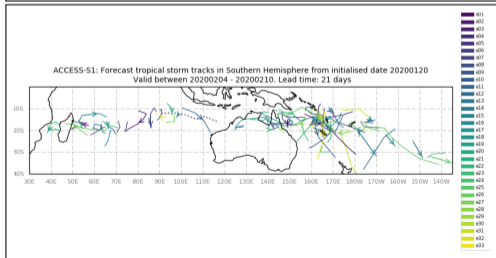 ACCESS-S1: Forecast tropical storm tracks in Southern Hemisphere from initialised date 20200120
Valid between 20200204 - 20200210. Lead time: 21 days
10S
20S
30S
40S
30E 40E 50E 60E 70E 80E 90E 100E 110E 120E 130E 140E 150E 160E 170E 180W 170W 160W 150W 140W
e01
e02
e03
e04
e05
e06
e07
e08
e09
e10
e11
e12
e13
e14
e15
e16
e17
e18
e19
e20
e21
e22
e23
e24
e25
e26
e27
e28
e29
e30
e31
e32
e33